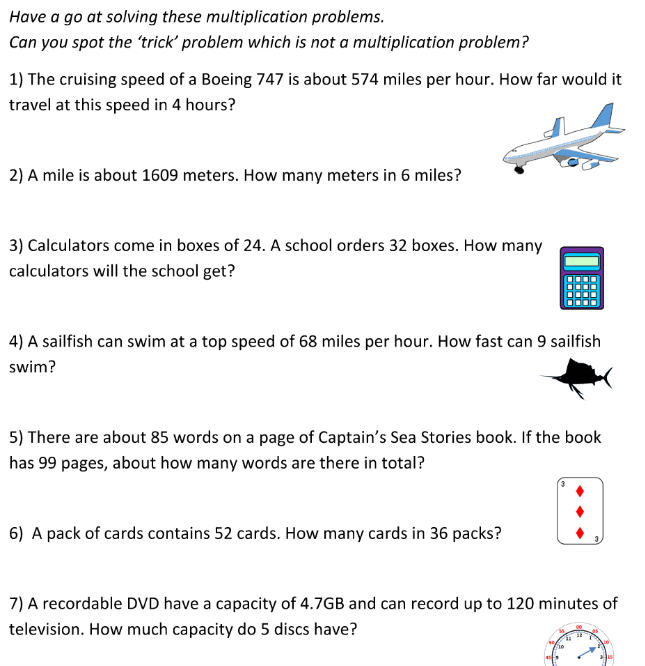 Have a go at solving these multiplication problems.
Can you spot the ‘trick’ problem which is not a multiplication problem?
1) The cruising speed of a Boeing 747 is about 574 miles per hour. How far would it
travel at this speed in 4 hours?
2) A mile is about 1609 meters. How many meters in 6 miles?
3) Calculators come in boxes of 24. A school orders 32 boxes. How many
calculators will the school get?
4) A sailfish can swim at a top speed of 68 miles per hour. How fast can 9 sailfish
swim?
5) There are about 85 words on a page of Captain’s Sea Stories book. If the book
has 99 pages, about how many words are there in total?
3
6) A pack of cards contains 52 cards. How many cards in 36 packs?
3
7) A recordable DVD have a capacity of 4.7GB and can record up to 120 minutes of
television. How much capacity do 5 discs have?